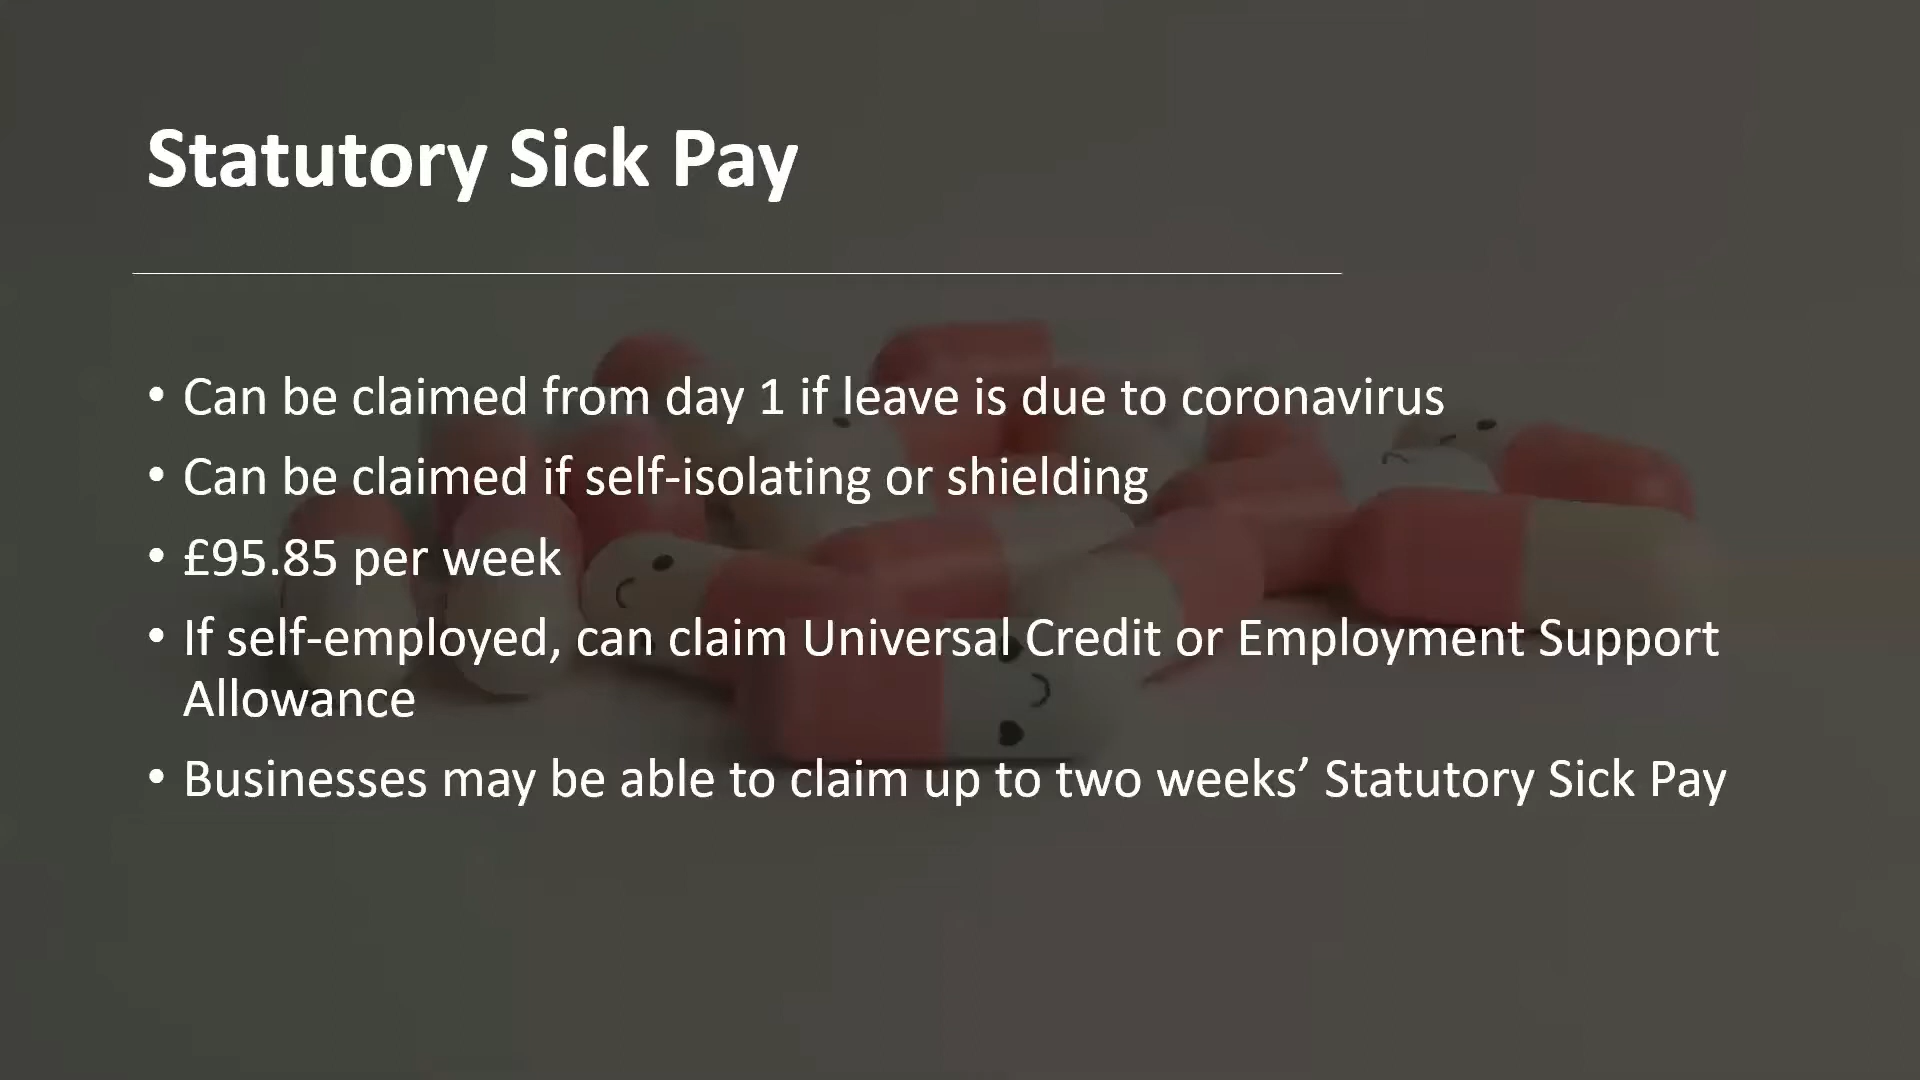 Statutory Sick Pay
• Can be claimed from day 1 if leave is due to coronavirus
• Can be claimed if self-isolating or shielding
• £95.85 per week
• If self-employed, can claim Universal Credit or Employment Support
Allowance
• Businesses may be able to claim up to two weeks’ Statutory Sick Pay